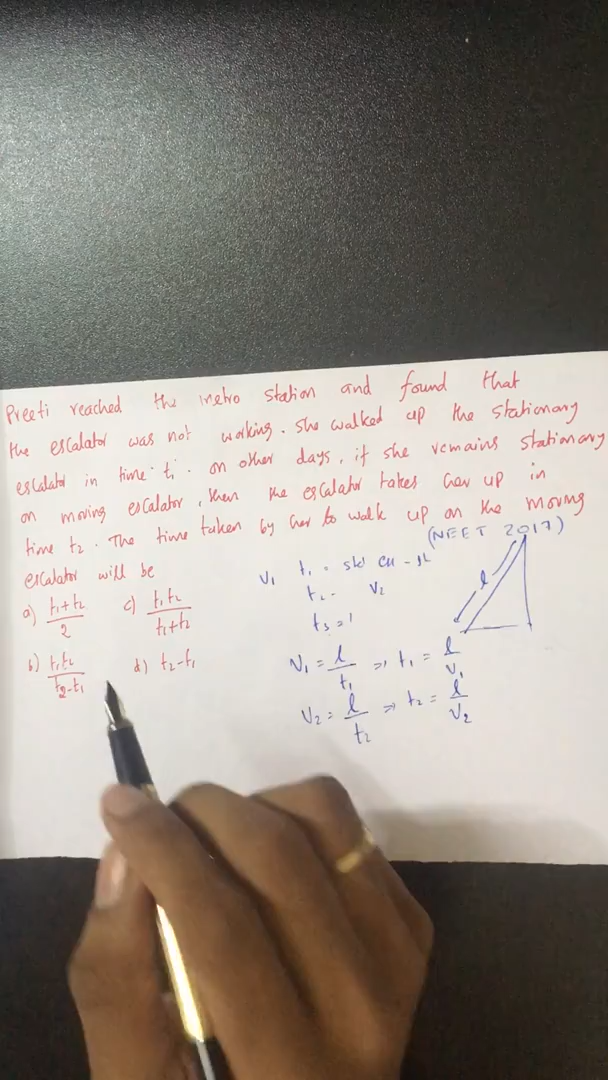 Preeti reached the metro station and found that
the escalator was not working. She walked up the stationary
escalator in time t₁. on other days, if she remains stationary
on moving escalator, then the escalator takes her up in
time t₂. The time taken by her to walk up on the moving
escalator will be
(NEET 2017)
a) t₁+t₂ / 2
c) t₁t₂ / t₁+t₂
b) t₁t₂ / t₂-t₁
d) t₂-t₁
v₁ t₁
t₂ - v₂
t₃ = 1
l
v₁ = l / t₁ ⇒ t₁ = l / v₁
v₂ = l / t₂ ⇒ t₂ = l / v₂